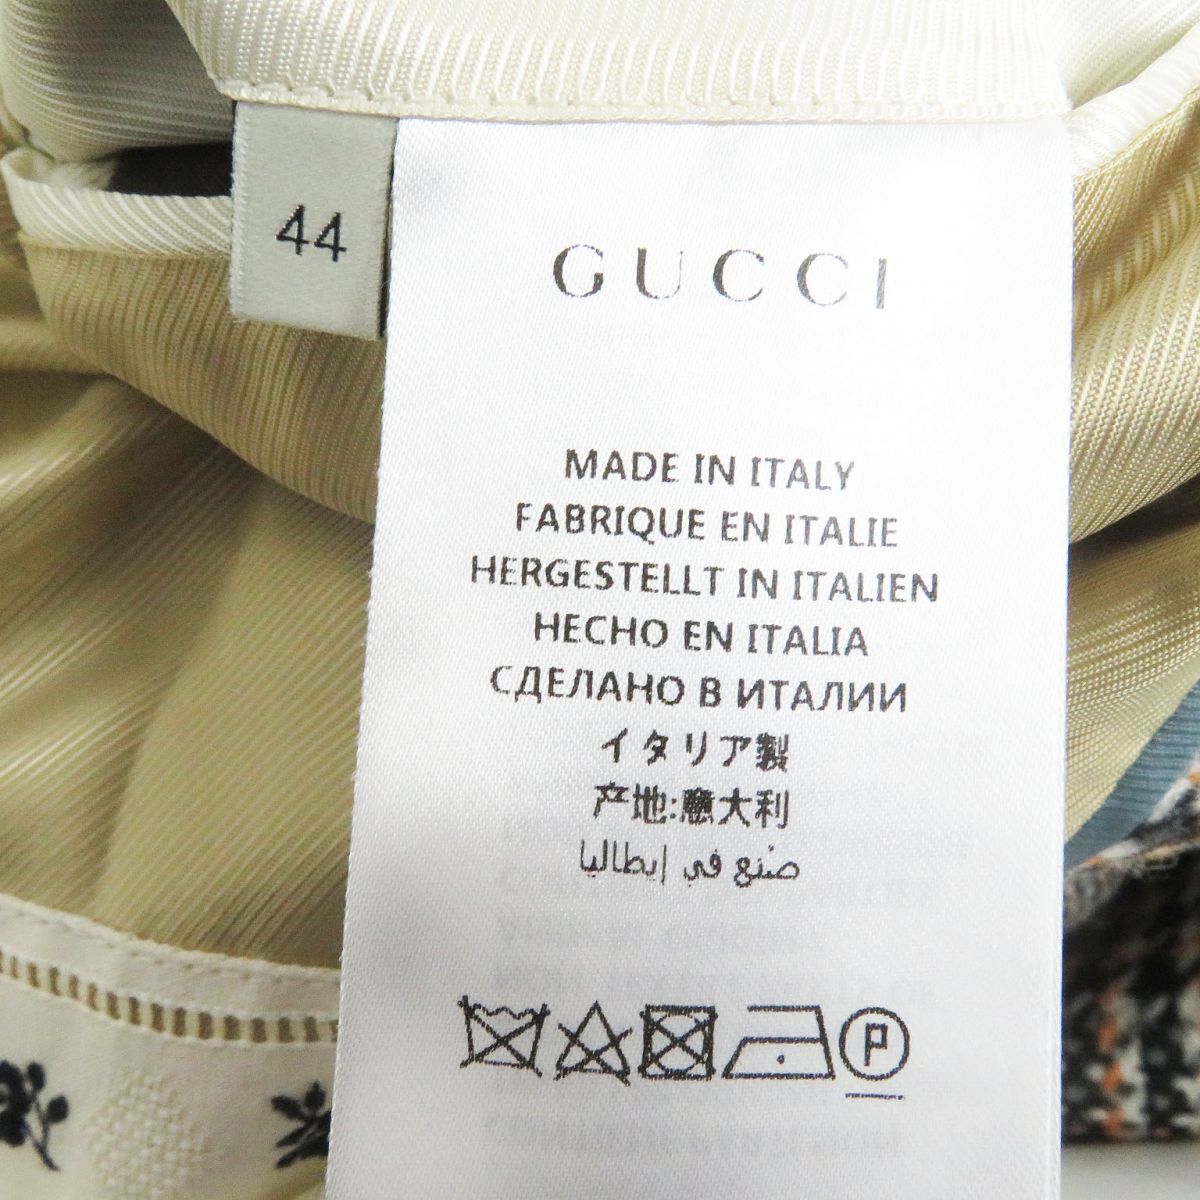 44
GUCCI
MADE IN ITALY
FABRIQUE EN ITALIE
HERGESTELLT IN ITALIEN
HECHO EN ITALIA
СДЕЛАНО В ИТАЛИИ
イタリア製
产地:意大利
صنع في إيطاليا
P